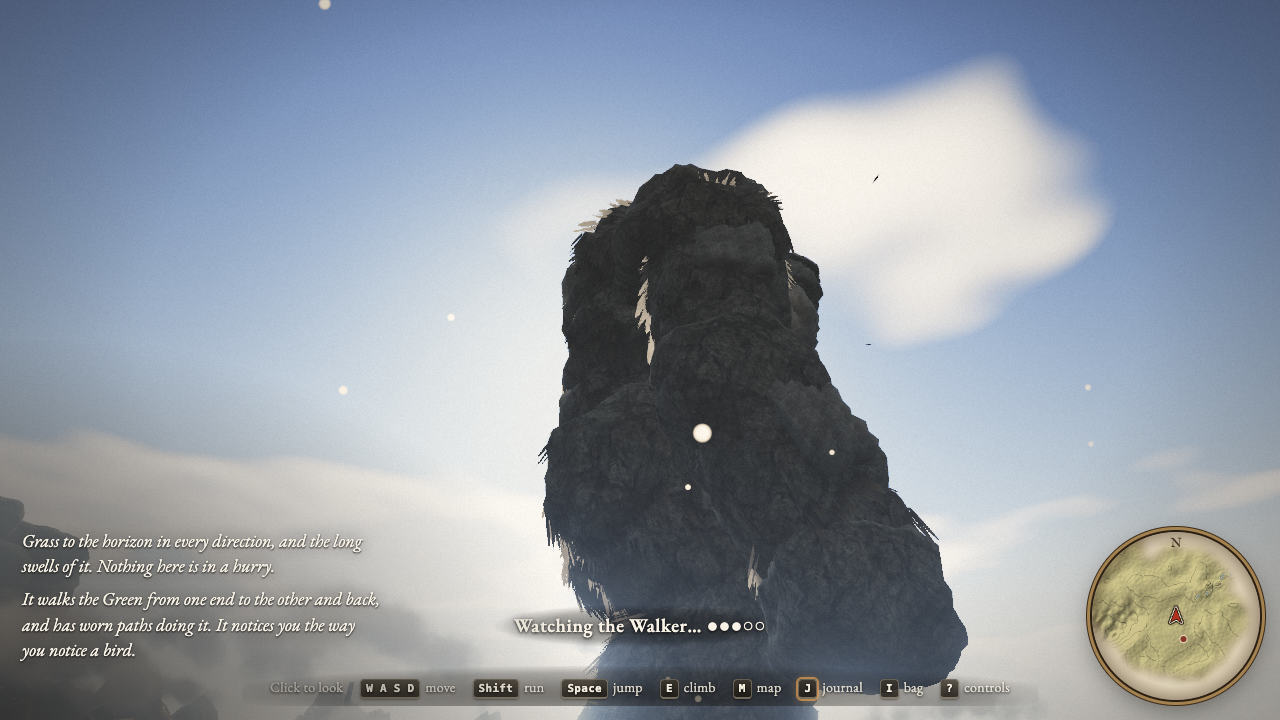 Grass to the horizon in every direction, and the long
swells of it. Nothing here is in a hurry.
It walks the Green from one end to the other and back,
and has worn paths doing it. It notices you the way
you notice a bird.
Watching the Walker...
Click to look W A S D move Shift run Space jump E climb M map J journal I bag ? controls
N